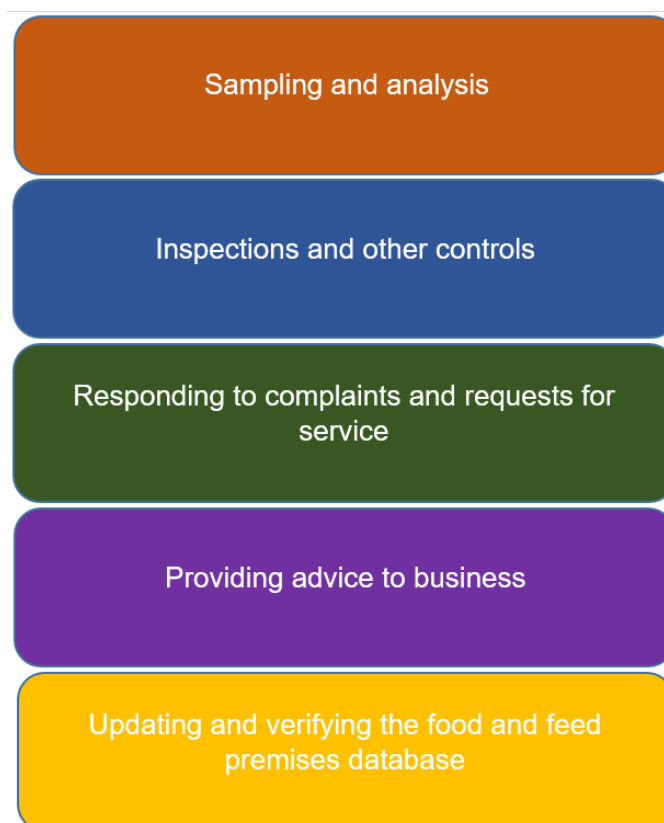 Sampling and analysis
Inspections and other controls
Responding to complaints and requests for
service
Providing advice to business
Updating and verifying the food and feed
premises database